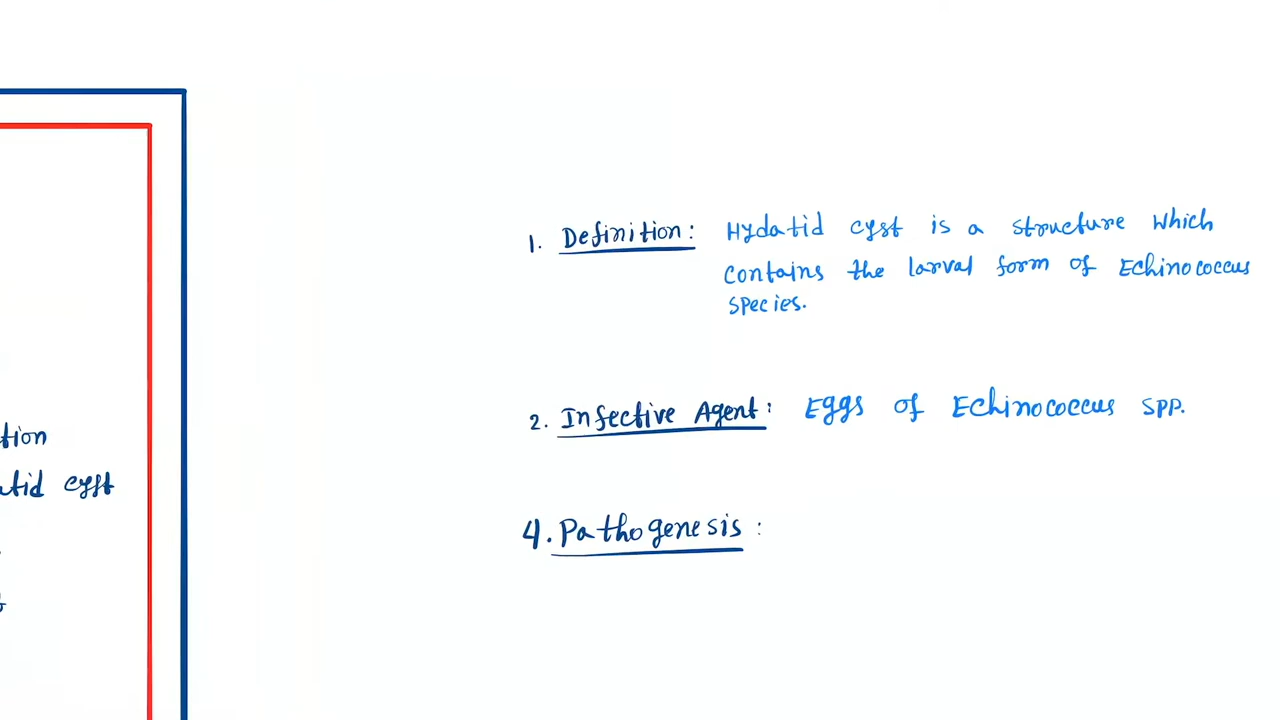 tion
cyst
1. Definition: Hydatid cyst is a structure which
contains the larval form of Echinococcus
species.
2. Infective Agent: Eggs of Echinococcus spp.
4. Pathogenesis: